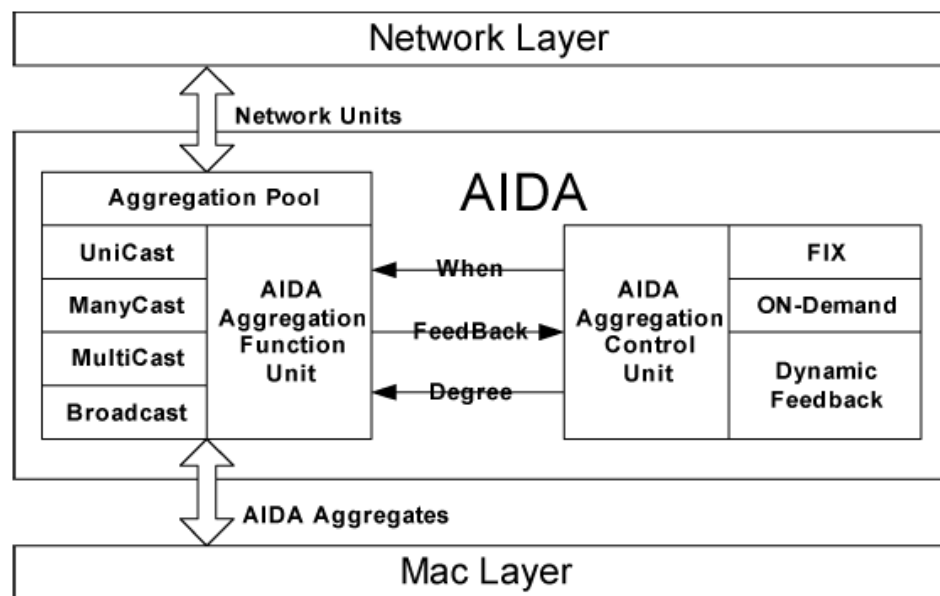 Network Layer
Network Units
AIDA
Aggregation Pool
UniCast
ManyCast
MultiCast
Broadcast
AIDA
Aggregation
Function
Unit
When
FeedBack
Degree
AIDA
Aggregation
Control
Unit
FIX
ON-Demand
Dynamic
Feedback
AIDA Aggregates
Mac Layer